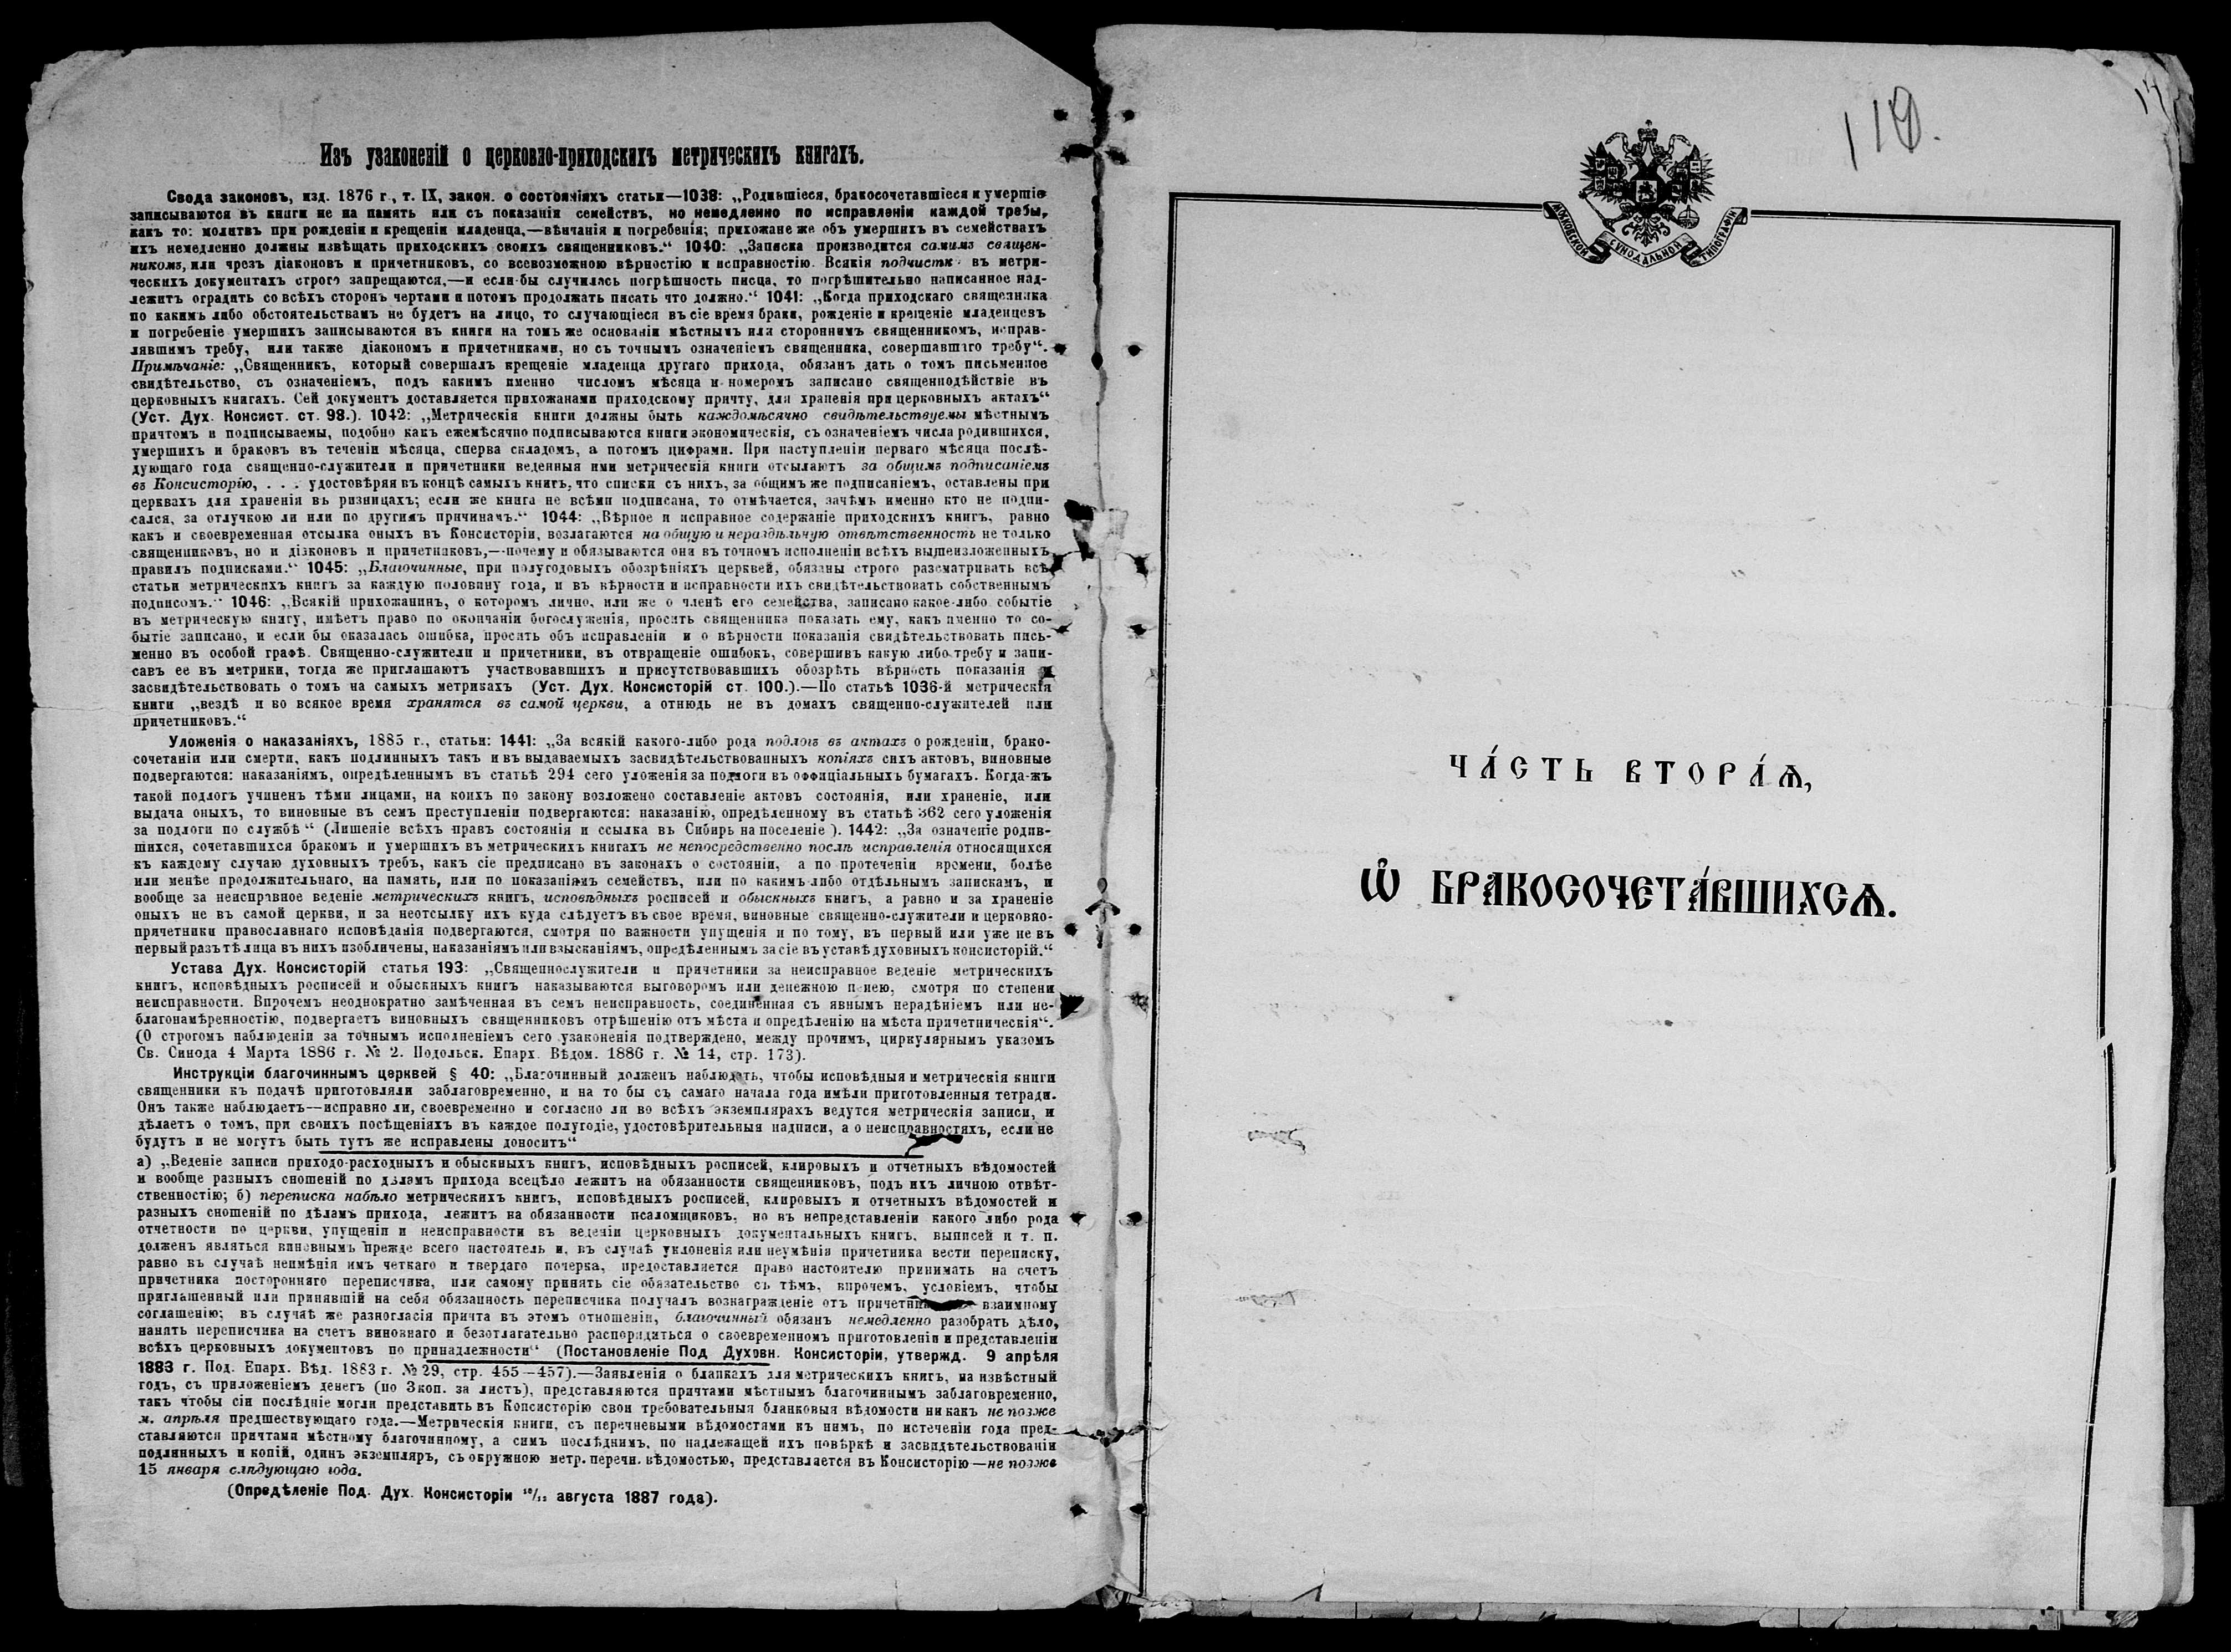 Изъ узаконеній о церковно-приходскихъ метрическихъ книгахъ.
Свода законовъ, изд. 1876 г., т. IX, закон. о состояніяхъ статьи—1038: „Родившіеся, бракосочетавшіеся и умершіе
записываются въ книги не на память или съ показанія семействъ, но немедленно по исправленіи каждой требы,
какъ то: молитвъ при рожденіи и крещеніи младенца,—вѣнчанія и погребенія; прихожане же объ умершихъ въ семействахъ
ихъ немедленно должны извѣщать приходскихъ своихъ священниковъ.“ 1040: „Записка производится самимъ священ-
никомъ, или чрезъ діаконовъ и причетниковъ, со всевозможною вѣрностію и исправностію. Всякія подчистк въ метри-
ческихъ документахъ строго запрещаются,—и если-бы случилась погрѣшность писца, то погрѣшительно написанное над-
лежитъ оградить со всѣхъ сторонъ чертами и потомъ продолжать писать что должно.“ 1041: „Когда приходскаго священника
по какимъ либо обстоятельствамъ не будетъ на лицо, то случающіеся въ сіе время браки, рожденіе и крещеніе младенцевъ
и погребеніе умершихъ записываются въ книги на томъ же основаніи мѣстнымъ или стороннимъ священникомъ, исправ-
лявшимъ требу, или также діакономъ и причетниками, но съ точнымъ означеніемъ священника, совершавшаго требу“.
Примѣчаніе: „Священникъ, который совершалъ крещеніе младенца другаго прихода, обязанъ дать о томъ письменное
свидѣтельство, съ означеніемъ, подъ какимъ именно числомъ мѣсяца и номеромъ записано священнодѣйствіе въ
церковныхъ книгахъ. Сей документъ доставляется прихожанами приходскому причту, для храненія при церковныхъ актахъ“
(Уст. Дух. Консист. ст. 98.). 1042: „Метрическія книги должны быть каждомѣсячно свидѣтельствуемы мѣстнымъ
причтомъ и подписываемы, подобно какъ ежемѣсячно подписываются книги экономическія, съ означеніемъ числа родившихся,
умершихъ и браковъ въ теченіи мѣсяца, сперва складомъ, а потомъ цифрами. При наступленіи перваго мѣсяца послѣ-
дующаго года священно-служители и причетники веденныя ими метрическія книги отсылаютъ за общимъ подписаніемъ
въ Консисторію, . . . удостовѣряя въ концѣ самыхъ книгъ, что списки съ нихъ, за общимъ же подписаніемъ, оставлены при
церквахъ для храненія въ ризницахъ; если же книга не всѣми подписана, то отмѣчается, зачѣмъ именно кто не подпи-
сался, за отлучкою ли или по другимъ причинамъ.“ 1044: „Вѣрное и исправное содержаніе приходскихъ книгъ, равно
какъ и своевременная отсылка оныхъ въ Консисторіи, возлагаются на общую и нераздѣльную отвѣтственность не только
священниковъ, но и діаконовъ и причетниковъ,—почему и обязываются они въ точномъ исполненіи всѣхъ вышеизложенныхъ
правилъ подписками.“ 1045: „Благочинные, при полугодовыхъ обозрѣніяхъ церквей, обязаны строго разсматривать всѣ
статьи метрическихъ книгъ за каждую половину года, и въ вѣрности и исправности ихъ свидѣтельствовать собственнымъ
подписомъ.“ 1046: „Всякій прихожанинъ, о которомъ лично, или же о членѣ его семейства, записано какое-либо событіе
въ метрическую книгу, имѣетъ право по окончаніи богослуженія, просить священника показать ему, какъ именно то со-
бытіе записано, и если бы оказалась ошибка, просить объ исправленіи и о вѣрности показанія свидѣтельствовать пись-
менно въ особой графѣ. Священно-служители и причетники, въ отвращеніе ошибокъ, совершивъ какую либо требу и запи-
савъ ее въ метрики, тогда же приглашаютъ участвовавшихъ и присутствовавшихъ обозрѣть вѣрность показанія и
засвидѣтельствовать о томъ на самыхъ метрикахъ (Уст. Дух. Консисторій ст. 100.).—По статьѣ 1036-й метрическія
книги „вездѣ и во всякое время хранятся въ самой церкви, а отнюдь не въ домахъ священно-служителей или
причетниковъ.“
Уложенія о наказаніяхъ, 1885 г., статьи: 1441: „За всякій какого-либо рода подлогъ въ актахъ о рожденіи, брако-
сочетаніи или смерти, какъ подлинныхъ такъ и въ выдаваемыхъ засвидѣтельствованныхъ копіяхъ сихъ актовъ, виновные
подвергаются: наказаніямъ, опредѣленнымъ въ статьѣ 294 сего уложенія за подлоги въ оффиціальныхъ бумагахъ. Когда-жъ
такой подлогъ учиненъ тѣми лицами, на коихъ по закону возложено составленіе актовъ состоянія, или храненіе, или
выдача оныхъ, то виновные въ семъ преступленіи подвергаются: наказанію, опредѣленному въ статьѣ 362 сего уложенія
за подлоги по службѣ“ (Лишеніе всѣхъ правъ состоянія и ссылка въ Сибирь на поселеніе). 1442: „За означеніе родив-
шихся, сочетавшихся бракомъ и умершихъ въ метрическихъ книгахъ не непосредственно послѣ исправленія относящихся
къ каждому случаю духовныхъ требъ, какъ сіе предписано въ законахъ о состояніи, а по протеченіи времени, болѣе
или менѣе продолжительнаго, на память, или по показаніямъ семействъ, или по какимъ либо отдѣльнымъ запискамъ, и
вообще за неисправное веденіе метрическихъ книгъ, исповѣдныхъ росписей и обыскныхъ книгъ, а равно и за храненіе
оныхъ не въ самой церкви, и за неотсылку ихъ куда слѣдуетъ въ свое время, виновные священно-служители и церковно-
причетники православнаго исповѣданія подвергаются, смотря по важности упущенія и по тому, въ первый или уже не въ
первый разъ тѣ лица въ нихъ изобличены, наказаніямъ или взысканіямъ, опредѣленнымъ за сіе въ уставѣ духовныхъ консисторій.“
Устава Дух. Консисторій статья 193: „Священнослужители и причетники за неисправное веденіе метрическихъ
книгъ, исповѣдныхъ росписей и обыскныхъ книгъ наказываются выговоромъ или денежною пенею, смотря по степени
неисправности. Впрочемъ неоднократно замѣченная въ семъ неисправность, соединенная съ явнымъ нерадѣніемъ или не-
благонамѣренностію, подвергаетъ виновныхъ священниковъ отрѣшенію отъ мѣста и опредѣленію на мѣста причетническія“.
(О строгомъ наблюденіи за точнымъ исполненіемъ сего узаконенія подтверждено, между прочимъ, циркулярнымъ указомъ
Св. Синода 4 Марта 1886 г. № 2. Подольск. Епарх. Вѣдом. 1886 г. № 14, стр. 173).
Инструкціи благочиннымъ церквей § 40: „Благочинный долженъ наблюдать, чтобы исповѣдныя и метрическія книги
священники къ подачѣ приготовляли заблаговременно, и на то бы съ самаго начала года имѣли приготовленныя тетради.
Онъ также наблюдаетъ—исправно ли, своевременно и согласно ли во всѣхъ экземплярахъ ведутся метрическія записи, и
дѣлаетъ о томъ, при своихъ посѣщеніяхъ въ каждое полугодіе, удостовѣрительныя надписи, а о неисправностяхъ, если не
будутъ и не могутъ быть тутъ же исправлены доноситъ“
а) „Веденіе записи приходо-расходныхъ и обыскныхъ книгъ, исповѣдныхъ росписей, клировыхъ и отчетныхъ вѣдомостей
и вообще разныхъ сношеній по дѣламъ прихода всецѣло лежитъ на обязанности священниковъ, подъ ихъ личною отвѣт-
ственностію; б) переписка набѣло метрическихъ книгъ, исповѣдныхъ росписей, клировыхъ и отчетныхъ вѣдомостей и
разныхъ сношеній по дѣламъ прихода, лежитъ на обязанности псаломщиковъ, но въ непредставленіи какого либо рода
отчетности по церкви, упущеніи и неисправности въ веденіи церковныхъ документальныхъ книгъ, выписей и т. п.
долженъ являться виновнымъ прежде всего настоятель и, въ случаѣ уклоненія или неумѣнія причетника вести переписку,
равно въ случаѣ неимѣнія имъ четкаго и твердаго почерка, предоставляется право настоятелю принимать на счетъ
причетника посторонняго переписчика, или самому принять сіе обязательство съ тѣмъ, впрочемъ, условіемъ, чтобы
приглашенный или принявшій на себя обязанность переписчика получалъ вознагражденіе отъ причетни взаимному
соглашенію; въ случаѣ же разногласія причта въ этомъ отношеніи, благочинный обязанъ немедленно разобрать дѣло,
нанять переписчика на счетъ виновнаго и безотлагательно распорядиться о своевременномъ приготовленіи и представленіи
всѣхъ церковныхъ документовъ по принадлежности“ (Постановленіе Под. Духовн. Консисторіи, утвержд. 9 апрѣля
1883 г. Под. Епарх. Вѣд. 1883 г. № 29, стр. 455—457).—Заявленія о бланкахъ для метрическихъ книгъ, на извѣстный
годъ, съ приложеніемъ денегъ (по 3 коп. за листъ), представляются причтами мѣстнымъ благочиннымъ заблаговременно,
такъ чтобы сіи послѣдніе могли представить въ Консисторію свои требовательныя бланковыя вѣдомости никакъ не позже
м. апрѣля предшествующаго года.—Метрическія книги, съ перечневыми вѣдомостями къ нимъ, по истеченіи года пред-
ставляются причтами мѣстному благочинному, а симъ послѣднимъ, по надлежащей ихъ повѣркѣ и засвидѣтельствованіи
подлинныхъ и копій, одинъ экземпляръ, съ окружною метр. перечн. вѣдомостью, представляется въ Консисторію—не позже
15 января слѣдующаго года.
(Опредѣленіе Под. Дух. Консисторіи августа 1887 года).
110.
МОСКОВСКОЙ СѴНОДАЛЬНОЙ ТИПОГРАФІИ
ЧА́СТЬ ВТОРА́Ѧ,
Ѽ БРАКОСОЧЕТА́ВШИХСѦ.